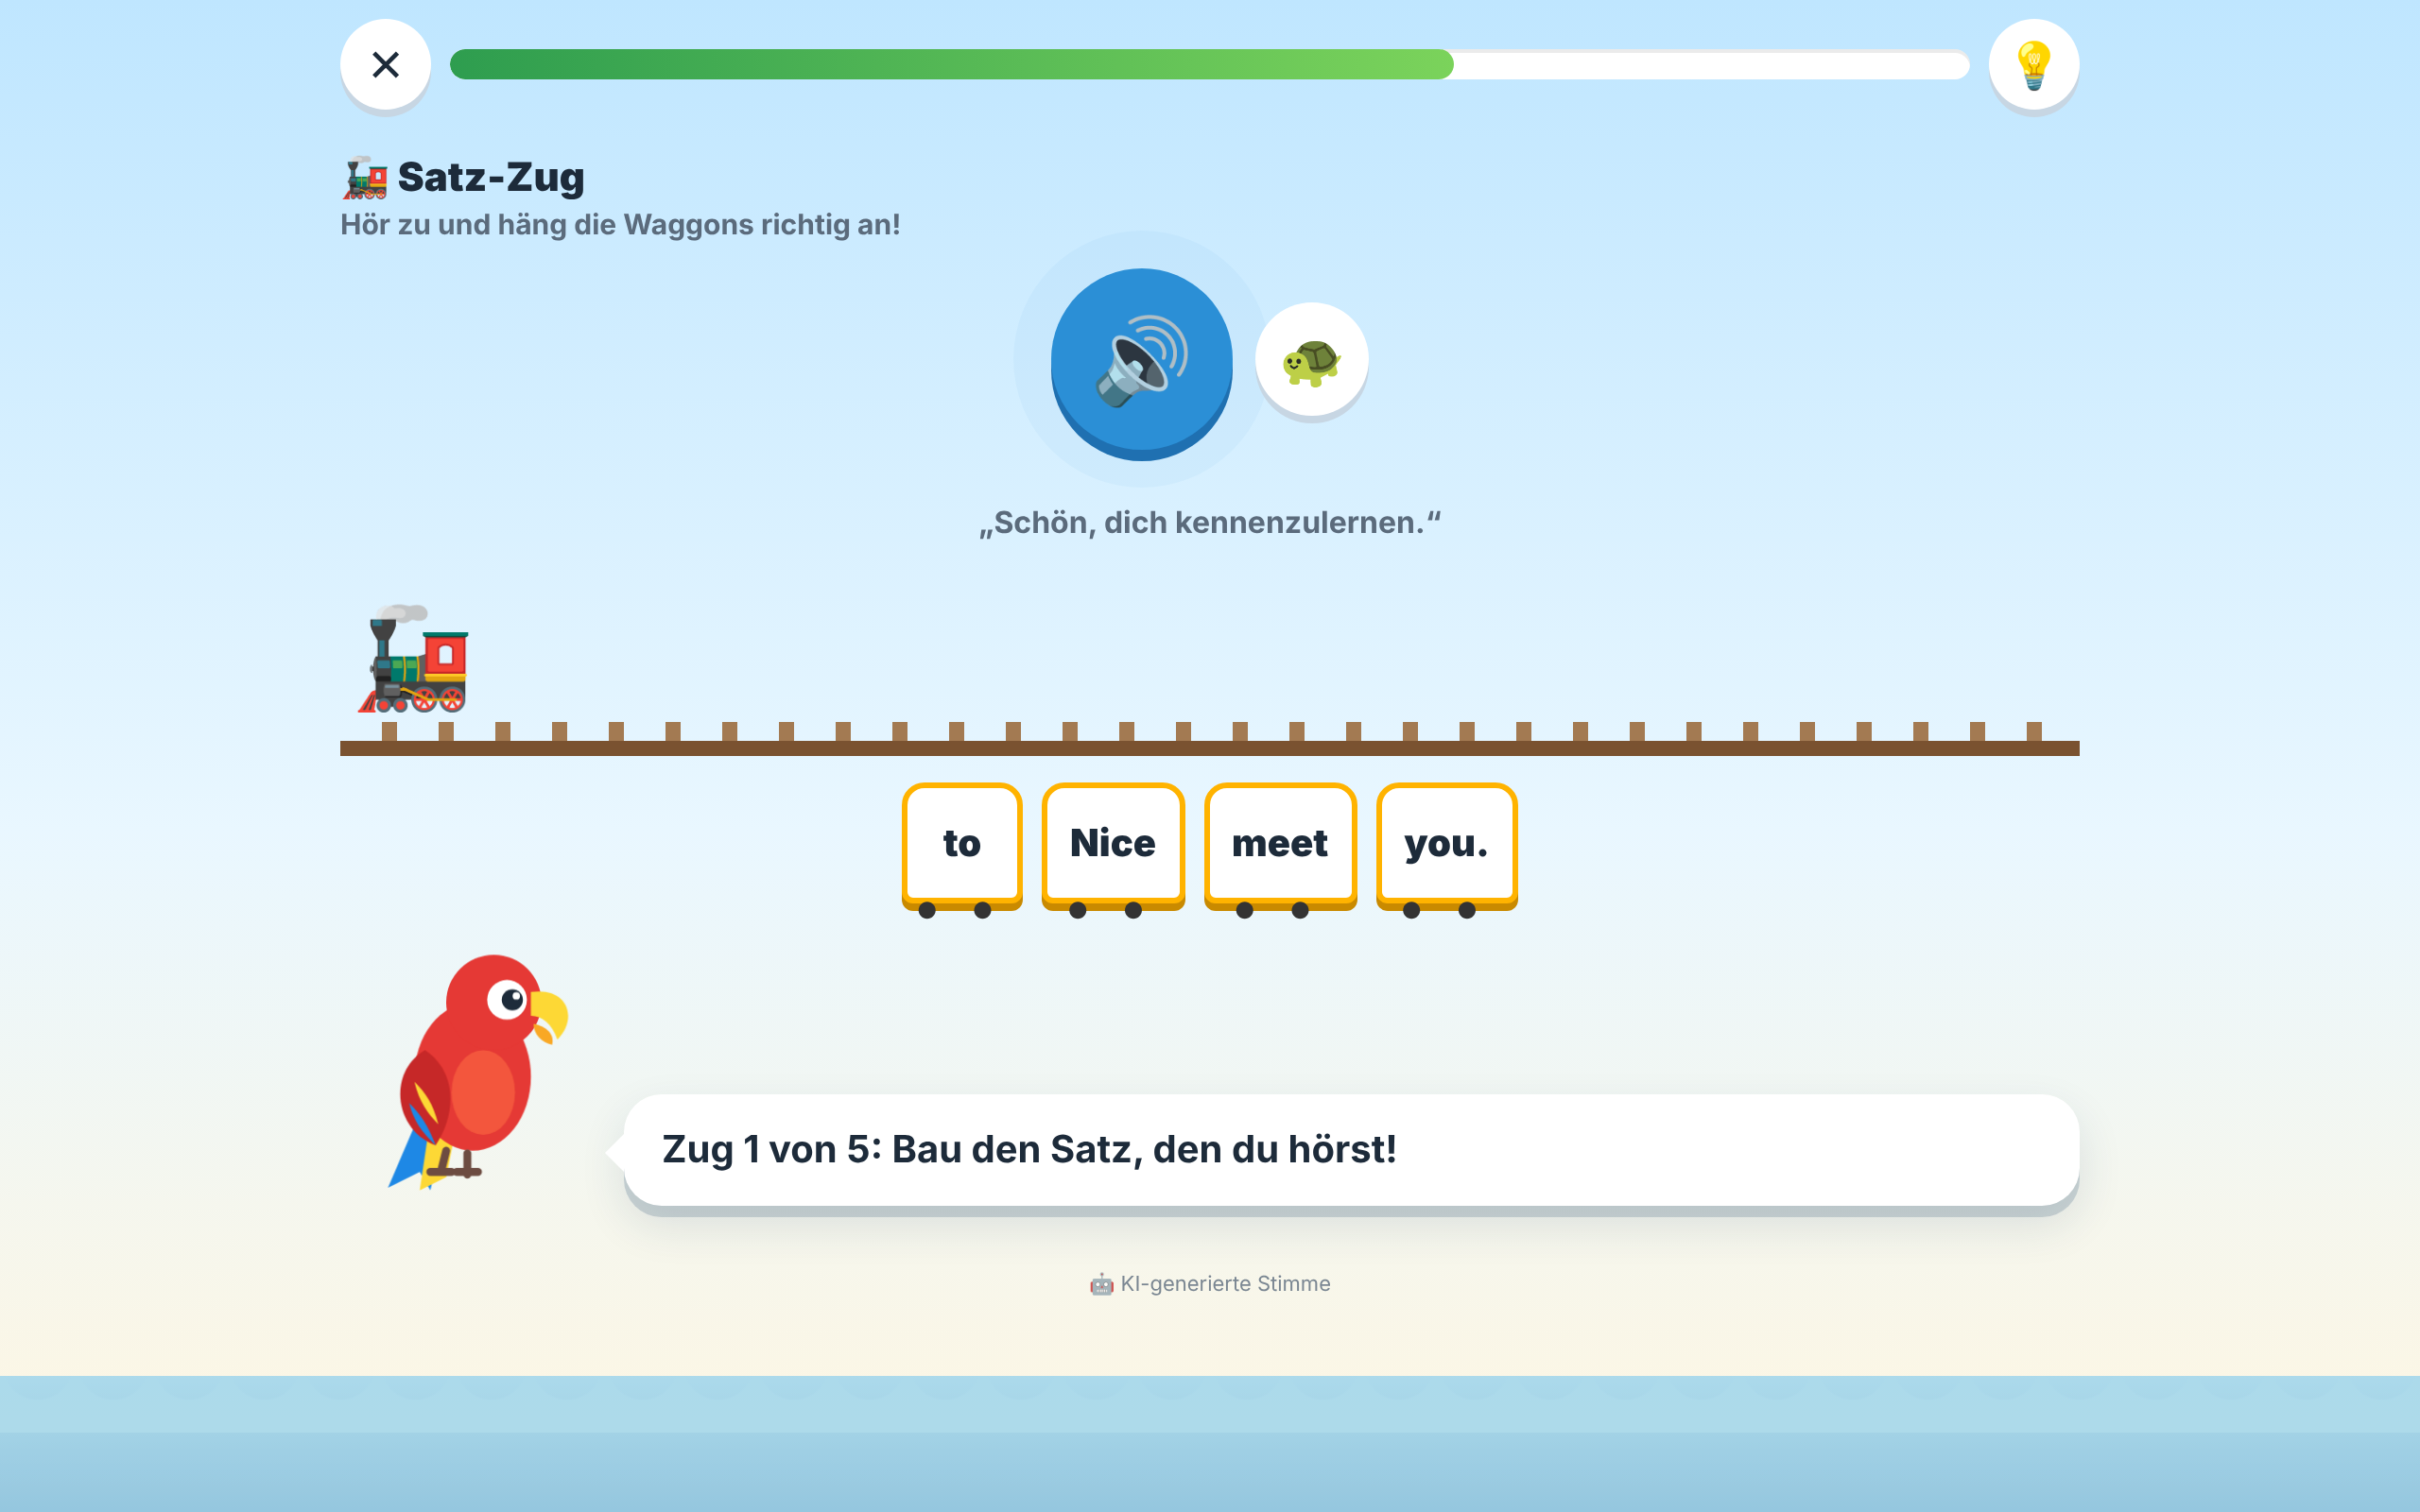 Satz-Zug
Hör zu und häng die Waggons richtig an!
„Schön, dich kennenzulernen.“
to Nice meet you.
Zug 1 von 5: Bau den Satz, den du hörst!
KI-generierte Stimme